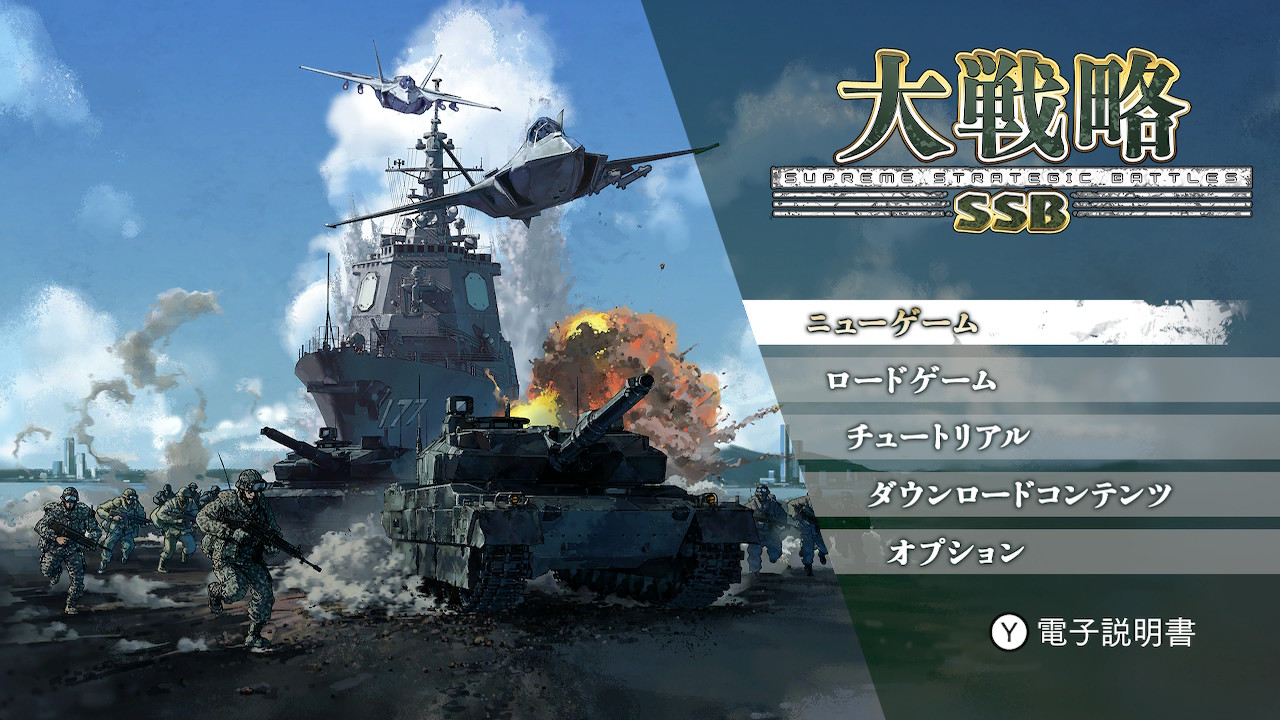 大戦略
SUPREME STRATEGIC BATTLES
SSB
ニューゲーム
ロードゲーム
チュートリアル
ダウンロードコンテンツ
オプション
Y 電子説明書
177